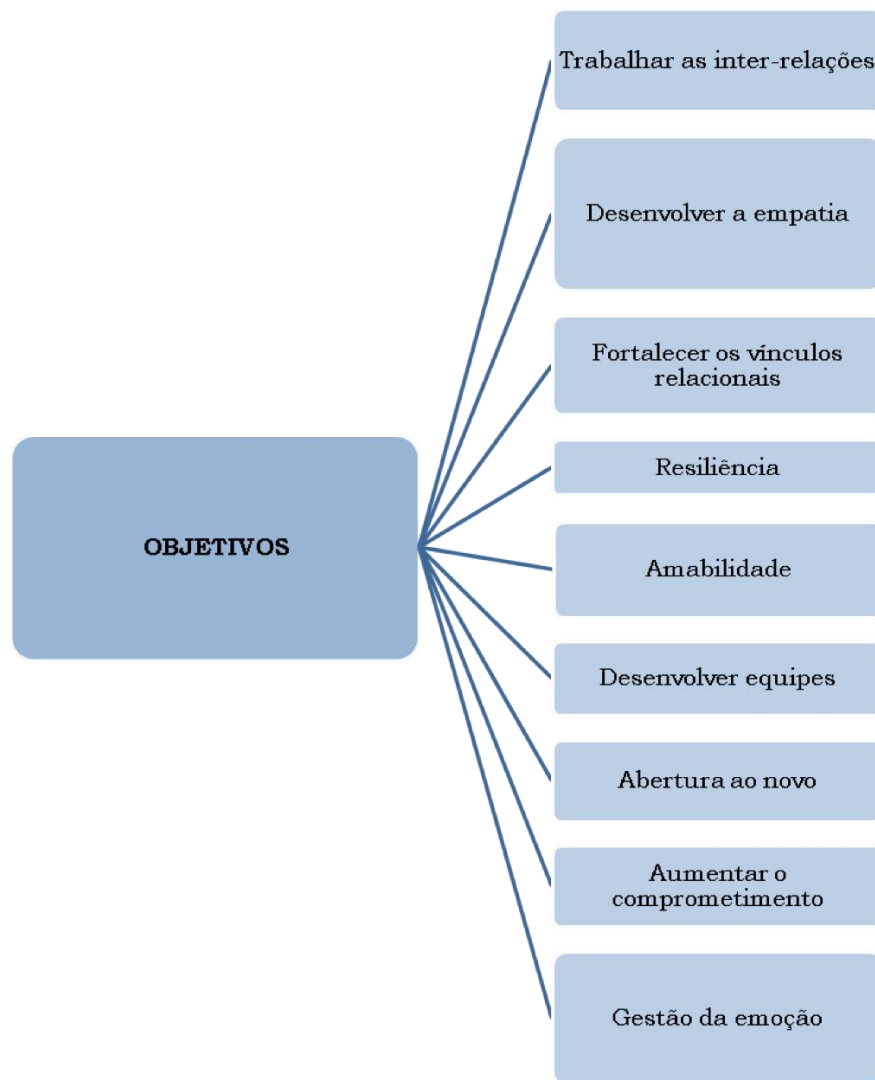 Trabalhar as inter-relações
Desenvolver a empatia
Fortalecer os vínculos
relacionais
Resiliência
OBJETIVOS
Amabilidade
Desenvolver equipes
Abertura ao novo
Aumentar o
comprometimento
Gestão da emoção